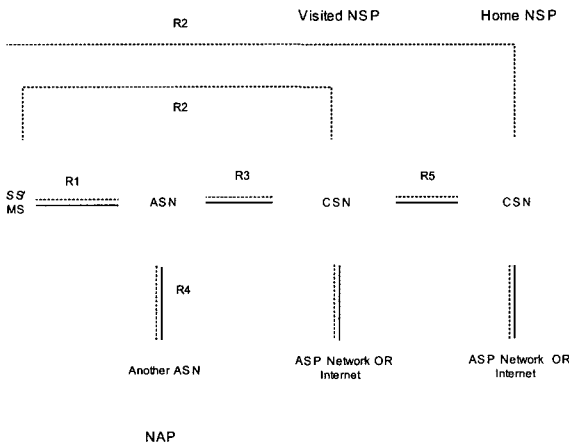 R2
Visited NSP
Home NSP
R2
R1
R3
R5
SS/
MS
ASN
CSN
CSN
R4
Another ASN
ASP Network OR
Internet
ASP Network OR
Internet
NAP